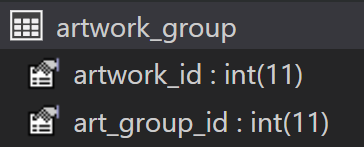 artwork_group
artwork_id : int(11)
art_group_id : int(11)